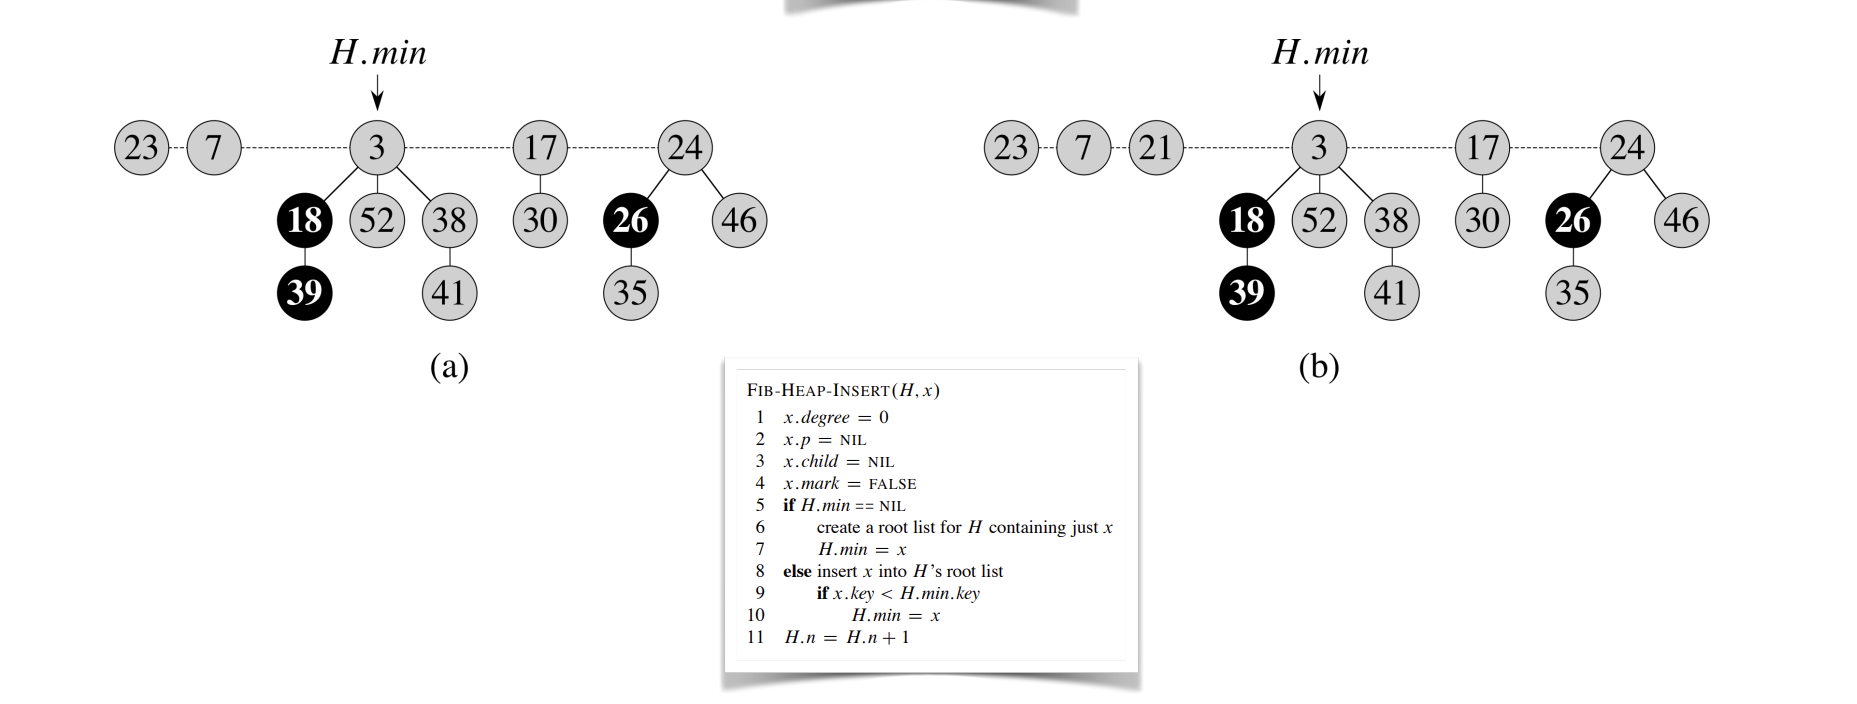 H.min
23 7 3 17 24
18 52 38 30 26 46
39 41 35
(a)
H.min
23 7 21 3 17 24
18 52 38 30 26 46
39 41 35
(b)
FIB-HEAP-INSERT(H, x)
1 x.degree = 0
2 x.p = NIL
3 x.child = NIL
4 x.mark = FALSE
5 if H.min == NIL
6 create a root list for H containing just x
7 H.min = x
8 else insert x into H's root list
9 if x.key < H.min.key
10 H.min = x
11 H.n = H.n + 1